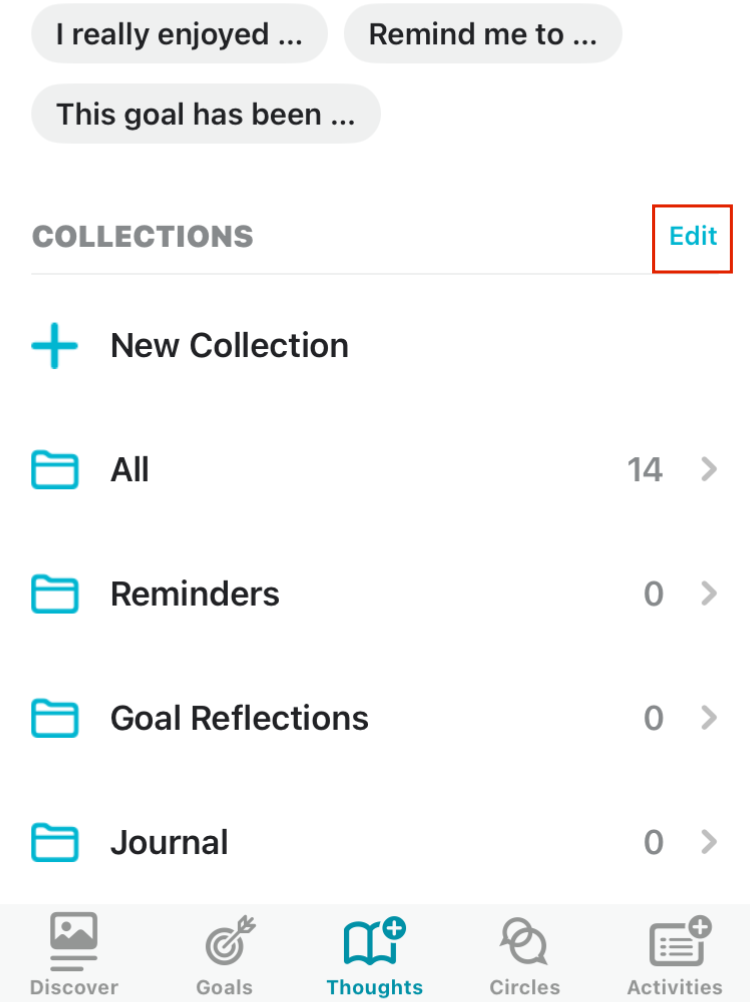 I really enjoyed ... Remind me to ...
This goal has been ...
COLLECTIONS Edit
New Collection
All 14
Reminders 0
Goal Reflections 0
Journal 0
Discover Goals Thoughts Circles Activities